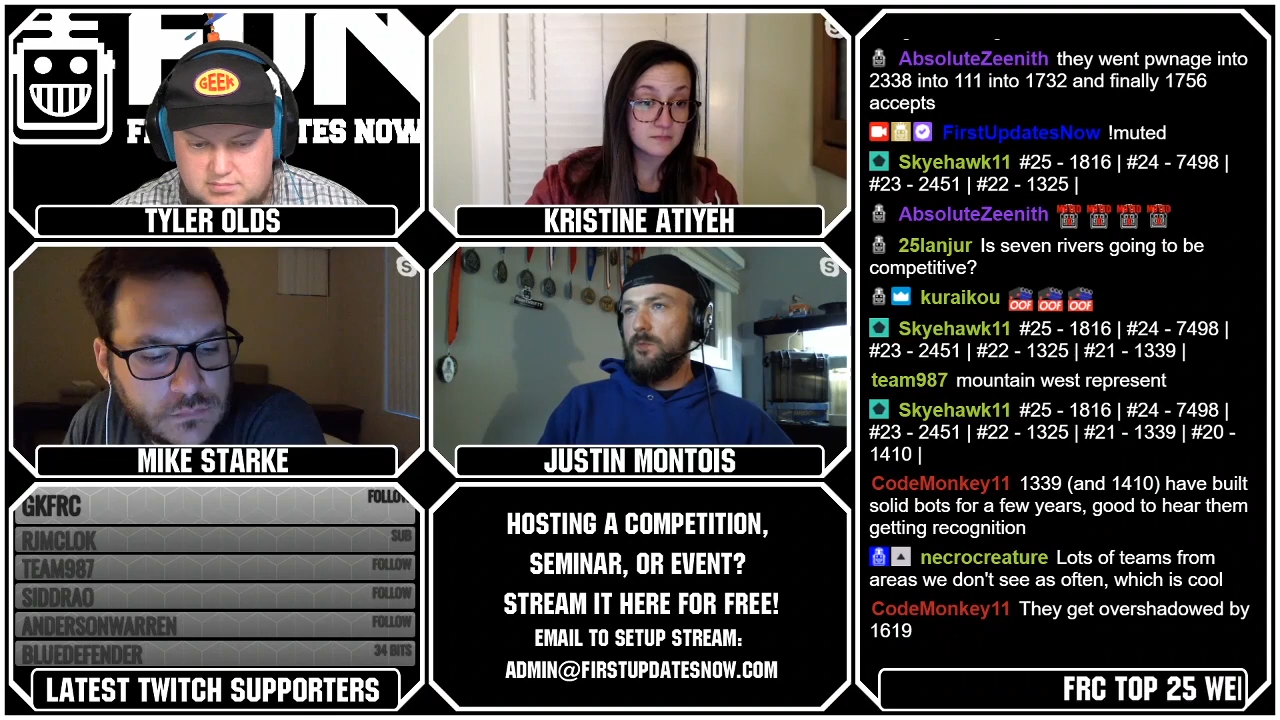 FUN
FIRST UPDATES NOW
GEEK
TYLER OLDS
KRISTINE ATIYEH
MIKE STARKE
JUSTIN MONTOIS
GKFRC FOLLOW
RJMCLOK SUB
TEAM987 FOLLOW
SIDDRAO FOLLOW
ANDERSONWARREN FOLLOW
BLUEDEFENDER 34 BITS
LATEST TWITCH SUPPORTERS
HOSTING A COMPETITION,
SEMINAR, OR EVENT?
STREAM IT HERE FOR FREE!
EMAIL TO SETUP STREAM:
ADMIN@FIRSTUPDATESNOW.COM
AbsoluteZeenith they went pwnage into
2338 into 111 into 1732 and finally 1756
accepts
FirstUpdatesNow !muted
Skyehawk11 #25 - 1816 | #24 - 7498 |
#23 - 2451 | #22 - 1325 |
AbsoluteZeenith
25lanjur Is seven rivers going to be
competitive?
kuraikou OOF OOF OOF
Skyehawk11 #25 - 1816 | #24 - 7498 |
#23 - 2451 | #22 - 1325 | #21 - 1339 |
team987 mountain west represent
Skyehawk11 #25 - 1816 | #24 - 7498 |
#23 - 2451 | #22 - 1325 | #21 - 1339 | #20 -
1410 |
CodeMonkey11 1339 (and 1410) have built
solid bots for a few years, good to hear them
getting recognition
necrocreature Lots of teams from
areas we don't see as often, which is cool
CodeMonkey11 They get overshadowed by
1619
FRC TOP 25 WE